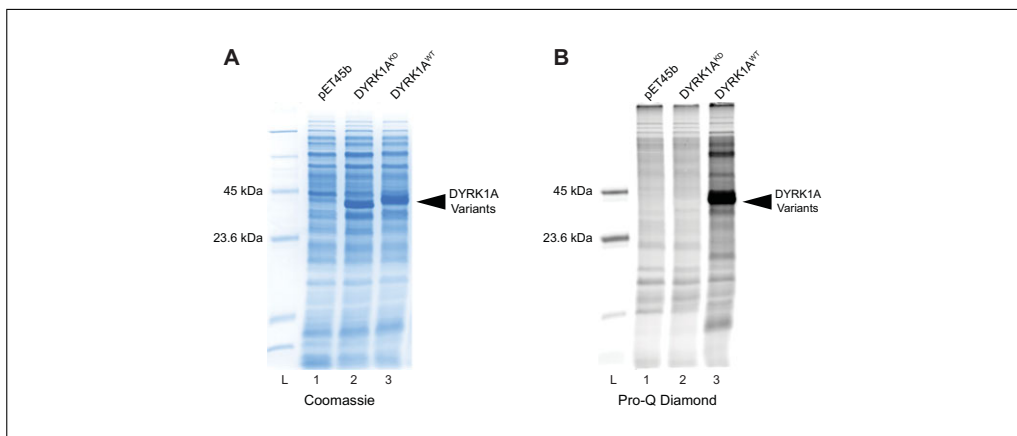 A
pET45b
DYRK1Aᴷᴰ
DYRK1Aᵂᵀ
45 kDa
23.6 kDa
DYRK1A
Variants
L 1 2 3
Coomassie
B
pET45b
DYRK1Aᴷᴰ
DYRK1Aᵂᵀ
45 kDa
23.6 kDa
DYRK1A
Variants
L 1 2 3
Pro-Q Diamond